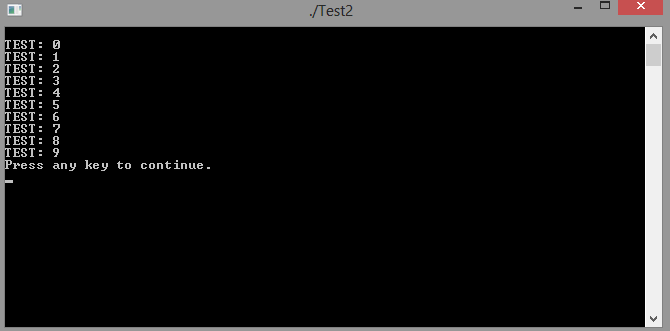 ./Test2
TEST: 0
TEST: 1
TEST: 2
TEST: 3
TEST: 4
TEST: 5
TEST: 6
TEST: 7
TEST: 8
TEST: 9
Press any key to continue.